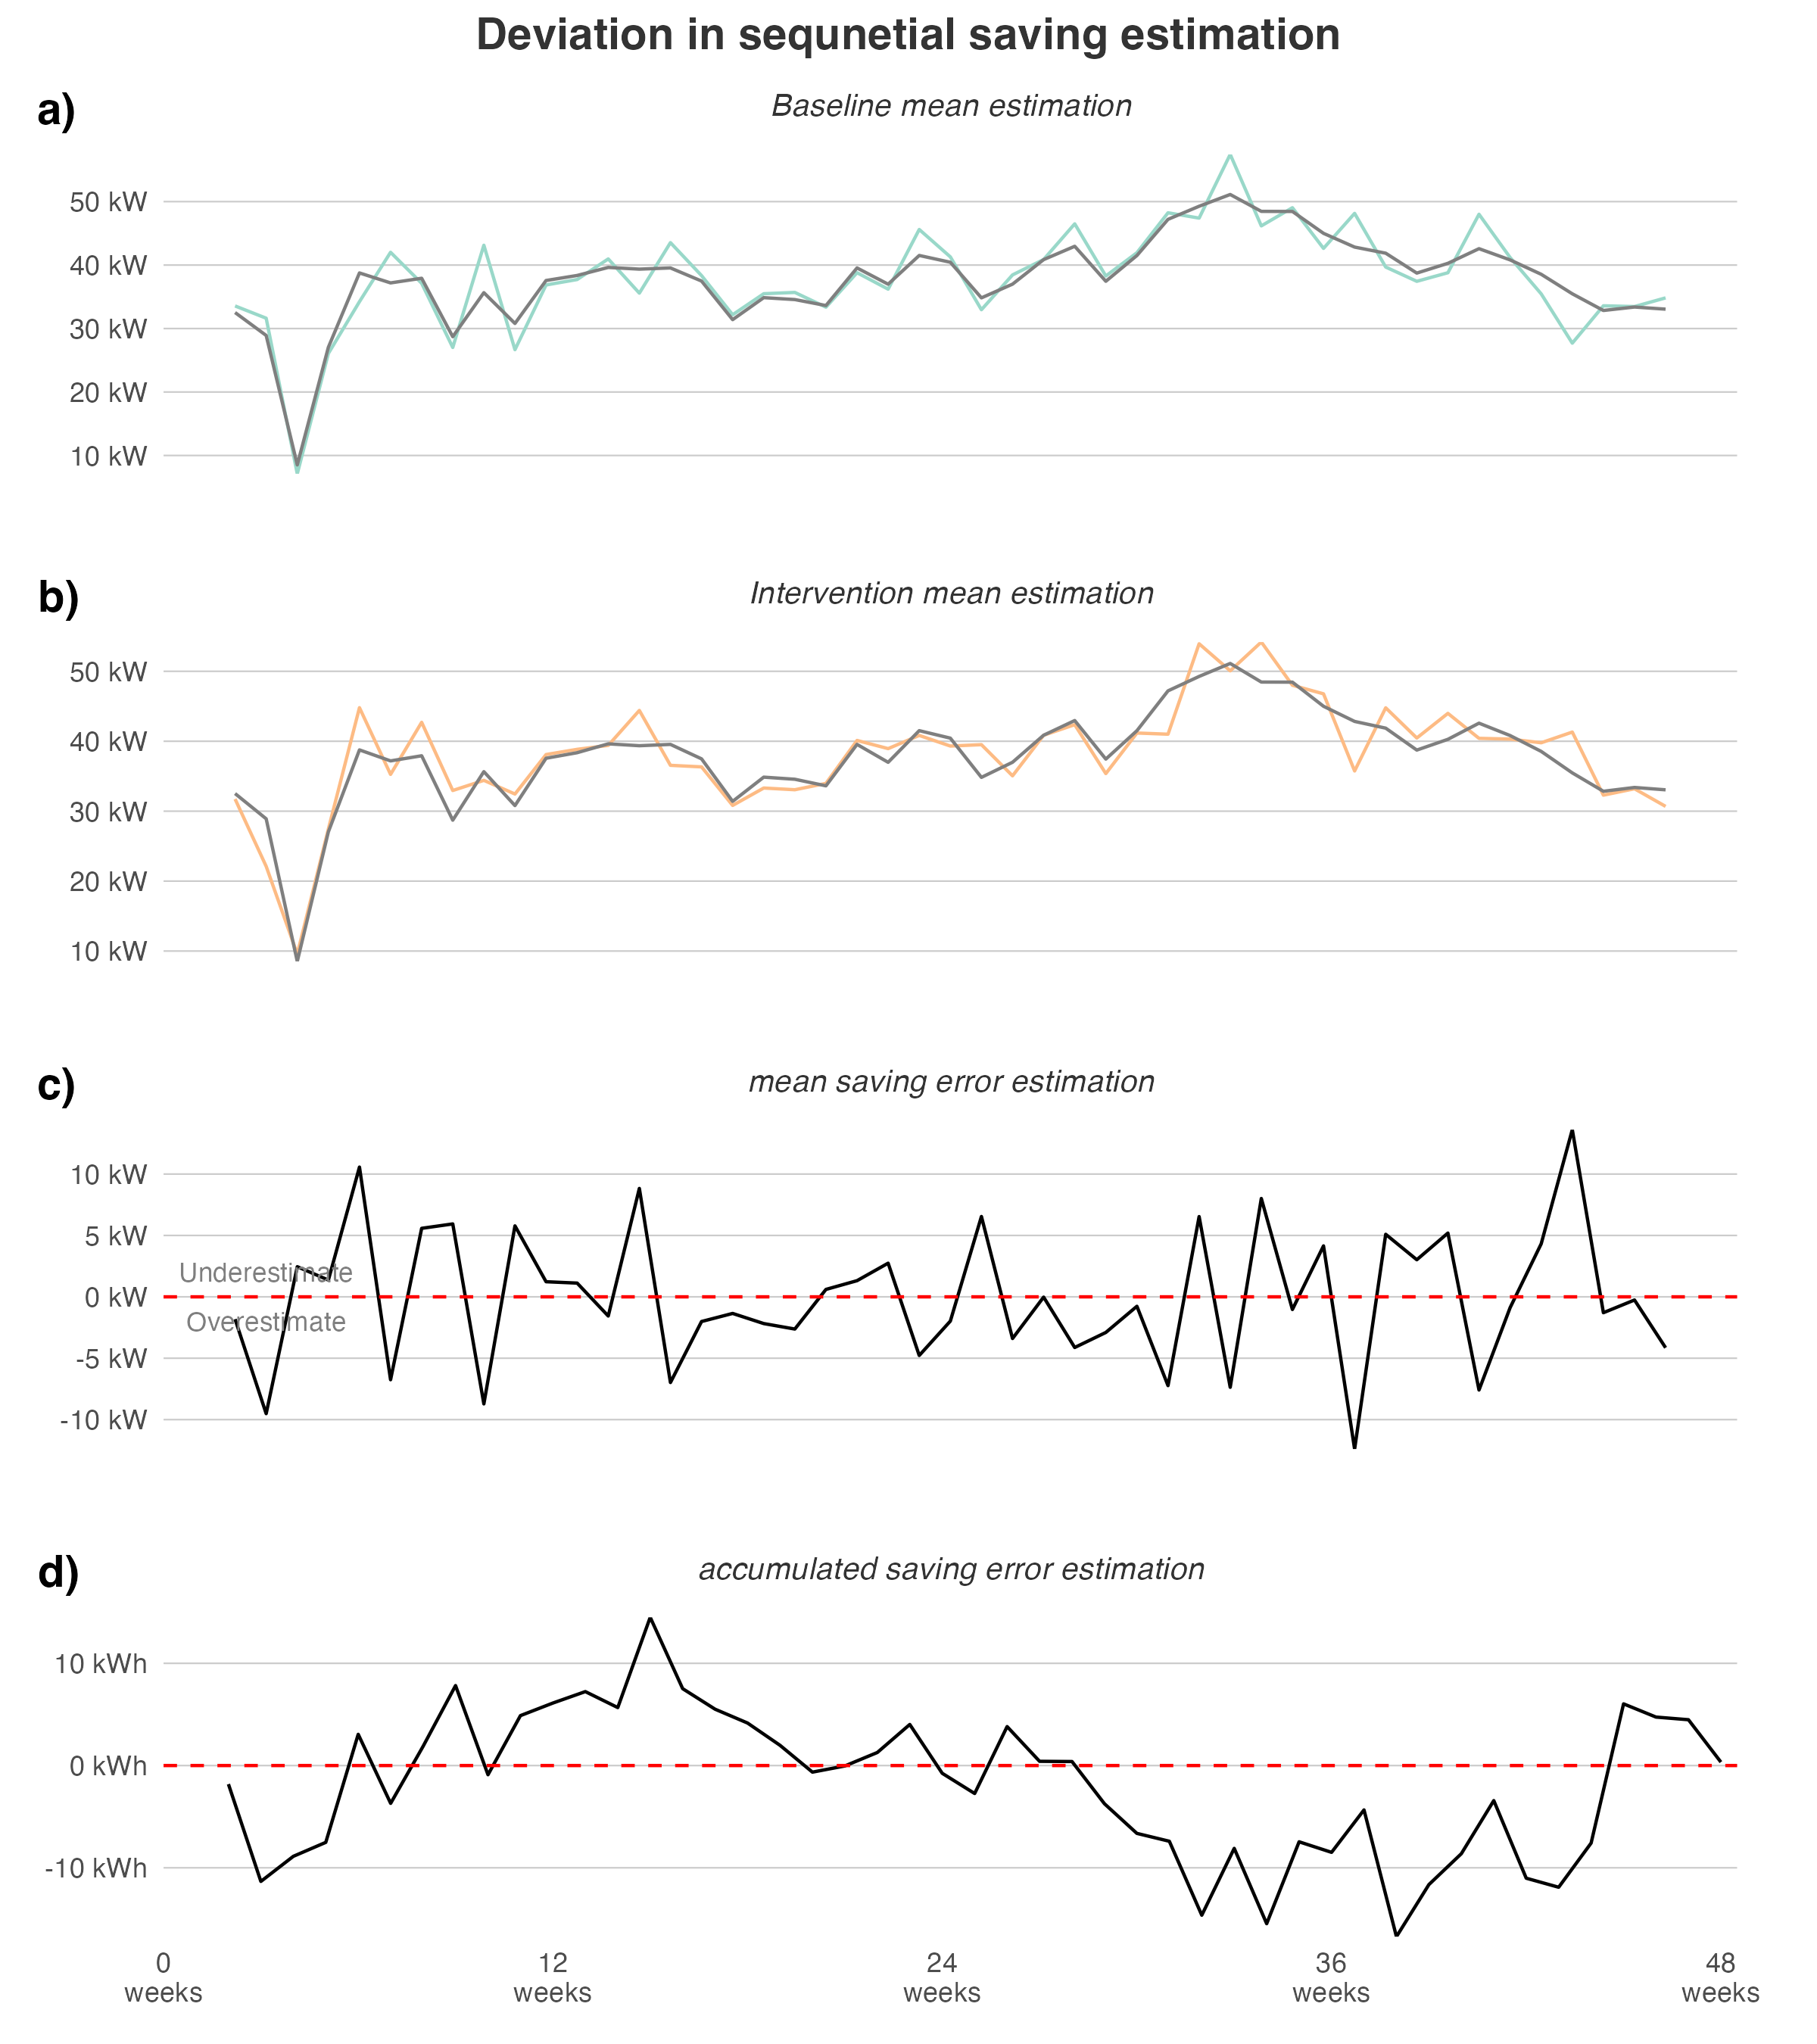 Deviation in sequnetial saving estimation
a)
Baseline mean estimation
50 kW
40 kW
30 kW
20 kW
10 kW
b)
Intervention mean estimation
50 kW
40 kW
30 kW
20 kW
10 kW
c)
mean saving error estimation
10 kW
5 kW
Underestimate
0 kW
Overestimate
-5 kW
-10 kW
d)
accumulated saving error estimation
10 kWh
0 kWh
-10 kWh
0 12 24 36 48
weeks weeks weeks weeks weeks